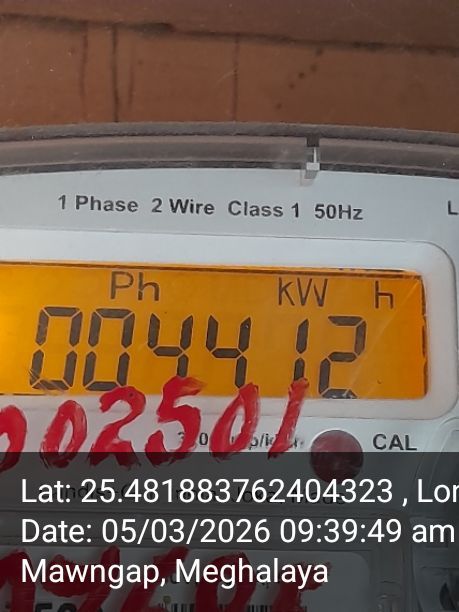 1 Phase 2 Wire Class 1 50Hz
L
Ph KW h
004412
002501
CAL
Lat: 25.481883762404323 , Lon
Date: 05/03/2026 09:39:49 am
Mawngap, Meghalaya